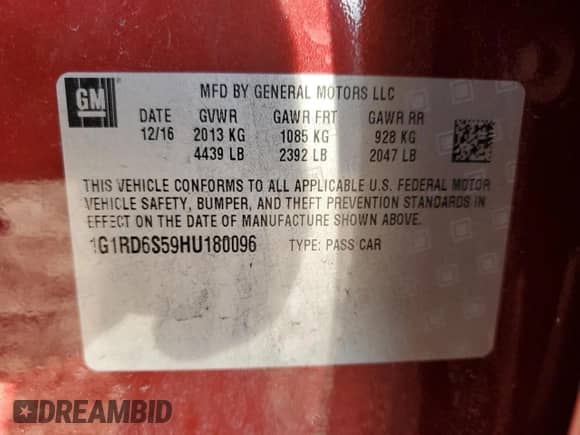 GM
MFD BY GENERAL MOTORS LLC
DATE GVWR GAWR FRT GAWR RR
12/16 2013 KG 1085 KG 928 KG
4439 LB 2392 LB 2047 LB
THIS VEHICLE CONFORMS TO ALL APPLICABLE U.S. FEDERAL MOTOR
VEHICLE SAFETY, BUMPER, AND THEFT PREVENTION STANDARDS IN
EFFECT ON THE DATE OF MANUFACTURE SHOWN ABOVE.
1G1RD6S59HU180096 TYPE: PASS CAR
DREAMBID